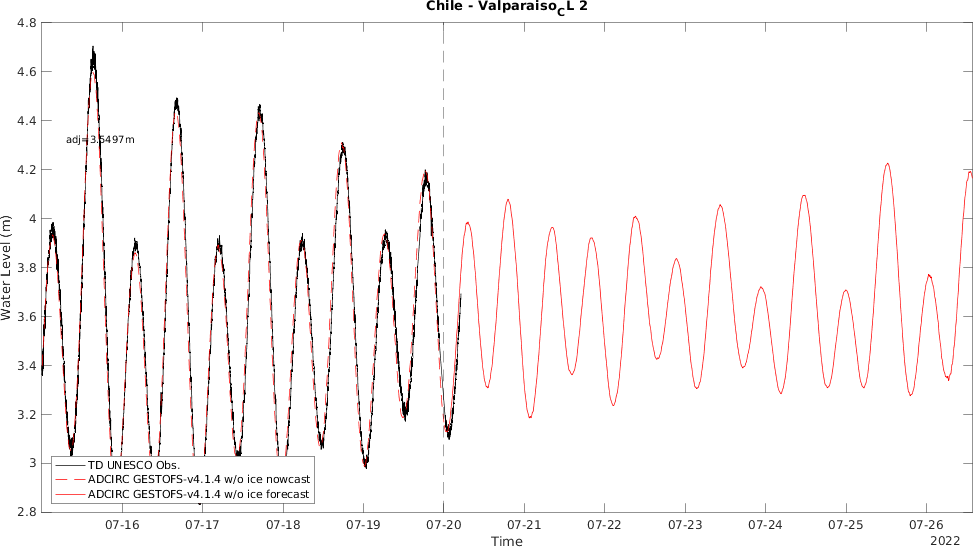 Chile - Valparaiso_CL 2
4.8
4.6
4.4
4.2
4
3.8
3.6
3.4
3.2
3
2.8
Water Level (m)
adj=3.5497m
TD UNESCO Obs.
ADCIRC GESTOFS-v4.1.4 w/o ice nowcast
ADCIRC GESTOFS-v4.1.4 w/o ice forecast
07-16 07-17 07-18 07-19 07-20 07-21 07-22 07-23 07-24 07-25 07-26
Time
2022